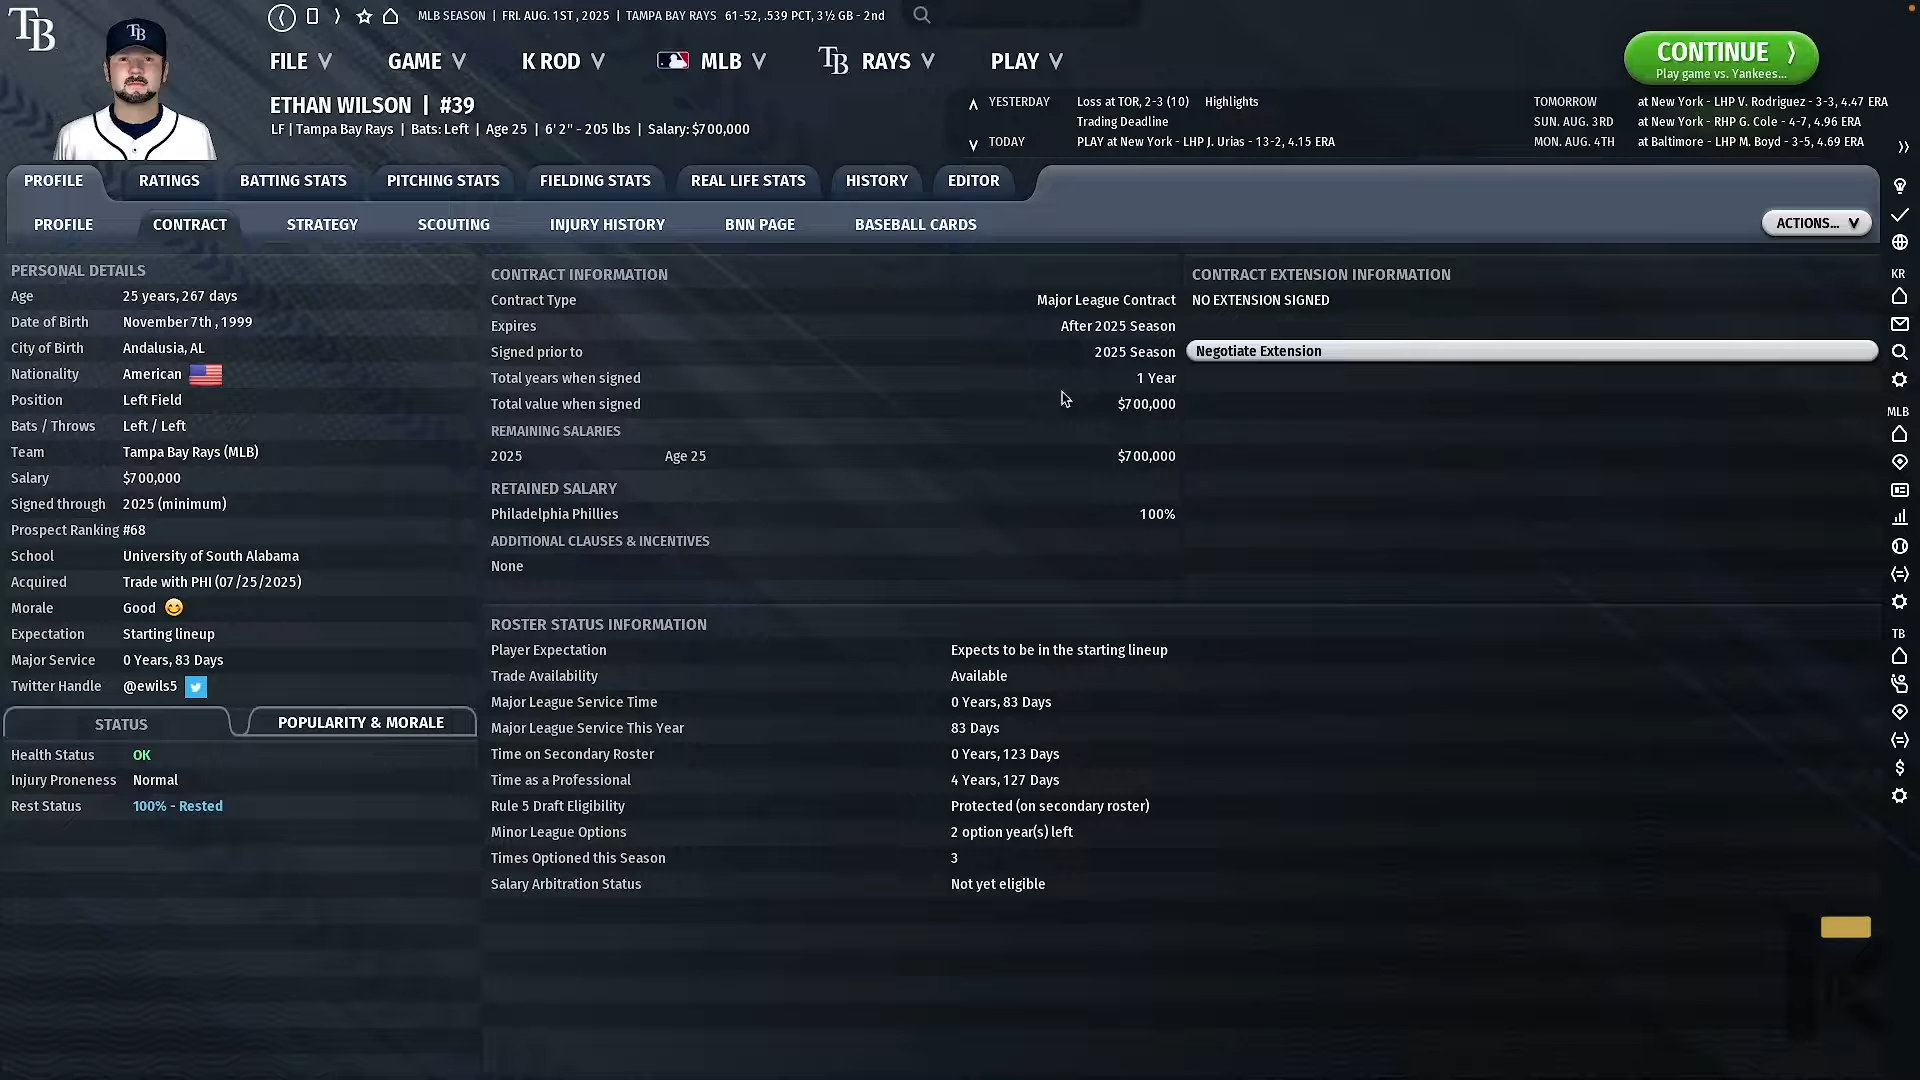 TB
MLB SEASON | FRI. AUG. 1ST , 2025 | TAMPA BAY RAYS 61-52, .539 PCT, 3½ GB - 2nd
FILE
GAME
K ROD
MLB
TB RAYS
PLAY
CONTINUE
Play game vs. Yankees...
ETHAN WILSON | #39
LF | Tampa Bay Rays | Bats: Left | Age 25 | 6' 2" - 205 lbs | Salary: $700,000
YESTERDAY Loss at TOR, 2-3 (10) Highlights
Trading Deadline
TODAY PLAY at New York - LHP J. Urias - 13-2, 4.15 ERA
TOMORROW at New York - LHP V. Rodriguez - 3-3, 4.47 ERA
SUN. AUG. 3RD at New York - RHP G. Cole - 4-7, 4.96 ERA
MON. AUG. 4TH at Baltimore - LHP M. Boyd - 3-5, 4.69 ERA
PROFILE RATINGS BATTING STATS PITCHING STATS FIELDING STATS REAL LIFE STATS HISTORY EDITOR
PROFILE CONTRACT STRATEGY SCOUTING INJURY HISTORY BNN PAGE BASEBALL CARDS
ACTIONS...
PERSONAL DETAILS
Age 25 years, 267 days
Date of Birth November 7th , 1999
City of Birth Andalusia, AL
Nationality American
Position Left Field
Bats / Throws Left / Left
Team Tampa Bay Rays (MLB)
Salary $700,000
Signed through 2025 (minimum)
Prospect Ranking #68
School University of South Alabama
Acquired Trade with PHI (07/25/2025)
Morale Good
Expectation Starting lineup
Major Service 0 Years, 83 Days
Twitter Handle @ewils5
STATUS POPULARITY & MORALE
Health Status OK
Injury Proneness Normal
Rest Status 100% - Rested
CONTRACT INFORMATION
Contract Type Major League Contract
Expires After 2025 Season
Signed prior to 2025 Season
Total years when signed 1 Year
Total value when signed $700,000
REMAINING SALARIES
2025 Age 25 $700,000
RETAINED SALARY
Philadelphia Phillies 100%
ADDITIONAL CLAUSES & INCENTIVES
None
CONTRACT EXTENSION INFORMATION
NO EXTENSION SIGNED
Negotiate Extension
ROSTER STATUS INFORMATION
Player Expectation Expects to be in the starting lineup
Trade Availability Available
Major League Service Time 0 Years, 83 Days
Major League Service This Year 83 Days
Time on Secondary Roster 0 Years, 123 Days
Time as a Professional 4 Years, 127 Days
Rule 5 Draft Eligibility Protected (on secondary roster)
Minor League Options 2 option year(s) left
Times Optioned this Season 3
Salary Arbitration Status Not yet eligible
KR
MLB
TB